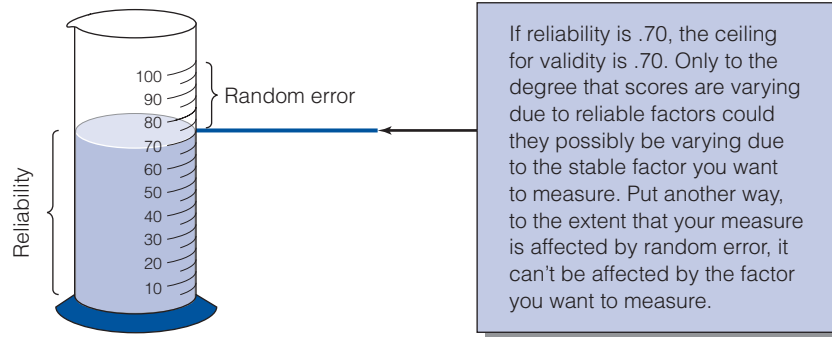 100
90
80
70
60
50
40
30
20
10
Random error
Reliability
If reliability is .70, the ceiling
for validity is .70. Only to the
degree that scores are varying
due to reliable factors could
they possibly be varying due
to the stable factor you want
to measure. Put another way,
to the extent that your measure
is affected by random error, it
can't be affected by the factor
you want to measure.